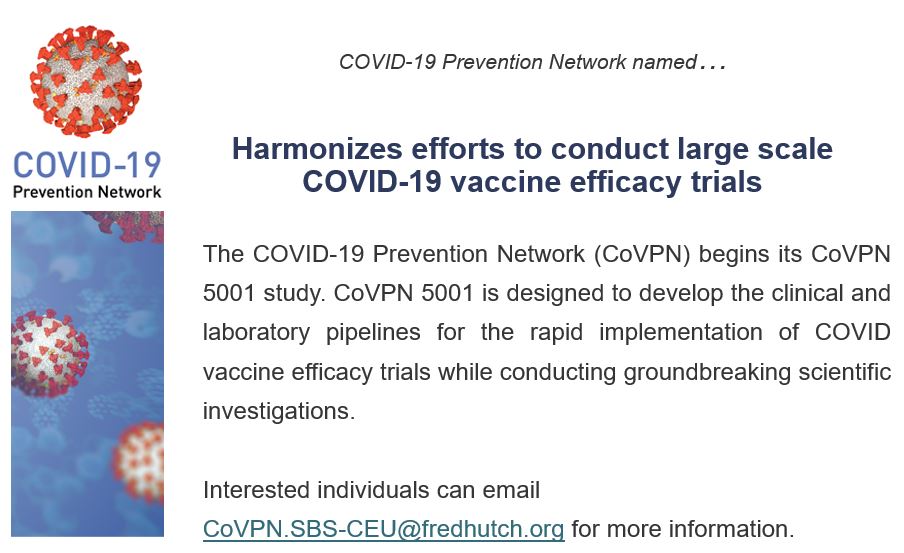 COVID-19
Prevention Network
COVID-19 Prevention Network named...
Harmonizes efforts to conduct large scale
COVID-19 vaccine efficacy trials
The COVID-19 Prevention Network (CoVPN) begins its CoVPN
5001 study. CoVPN 5001 is designed to develop the clinical and
laboratory pipelines for the rapid implementation of COVID
vaccine efficacy trials while conducting groundbreaking scientific
investigations.
Interested individuals can email
CoVPN.SBS-CEU@fredhutch.org for more information.